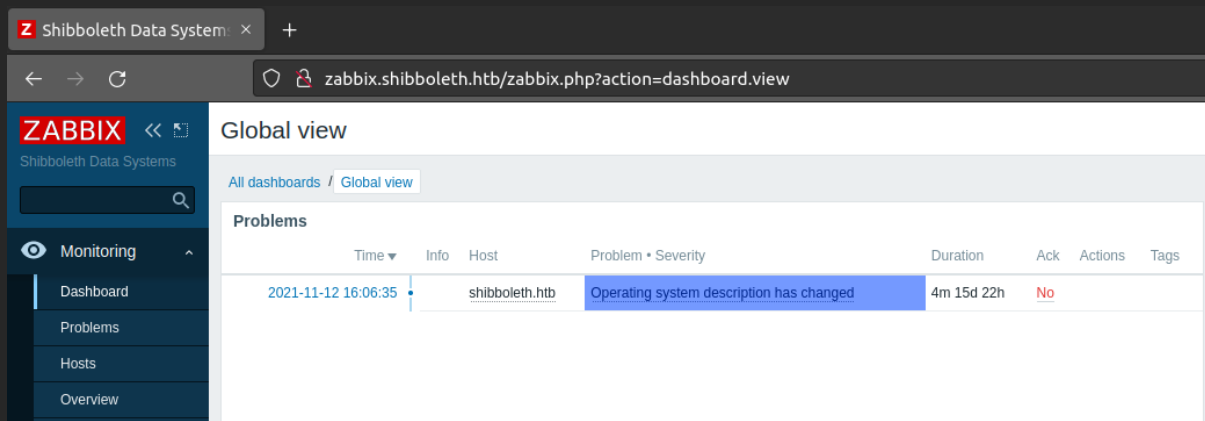 Z Shibboleth Data System
zabbix.shibboleth.htb/zabbix.php?action=dashboard.view
ZABBIX
Shibboleth Data Systems
Global view
All dashboards / Global view
Problems
Time Info Host Problem • Severity Duration Ack Actions Tags
2021-11-12 16:06:35 shibboleth.htb Operating system description has changed 4m 15d 22h No
Monitoring
Dashboard
Problems
Hosts
Overview